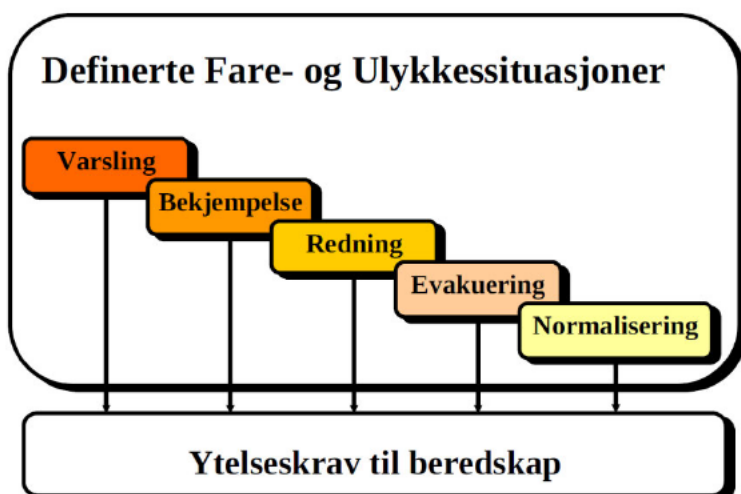 Definerte Fare- og Ulykkessituasjoner
Varsling
Bekjempelse
Redning
Evakuering
Normalisering
Ytelseskrav til beredskap